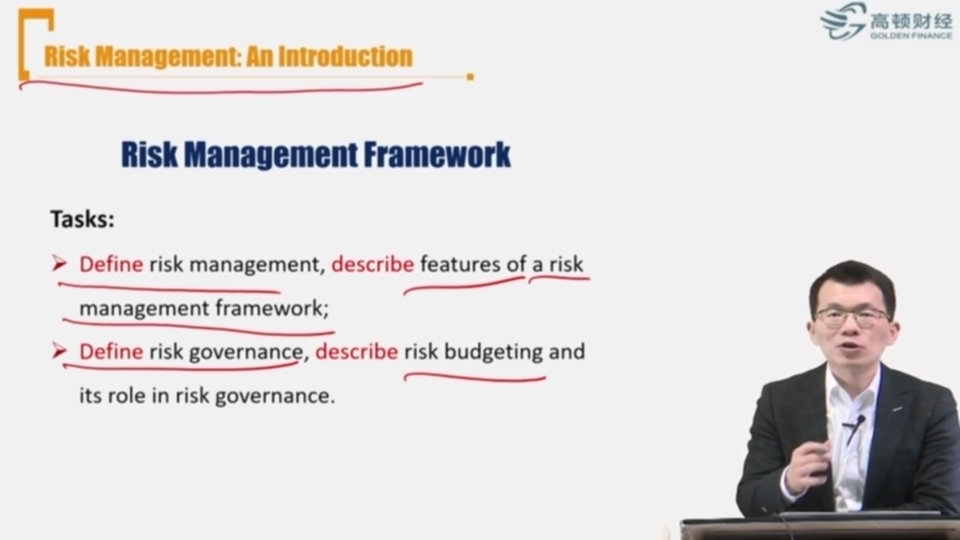 Risk Management: An Introduction
高顿财经
GOLDEN FINANCE
Risk Management Framework
Tasks:
Define risk management, describe features of a risk
management framework;
Define risk governance, describe risk budgeting and
its role in risk governance.